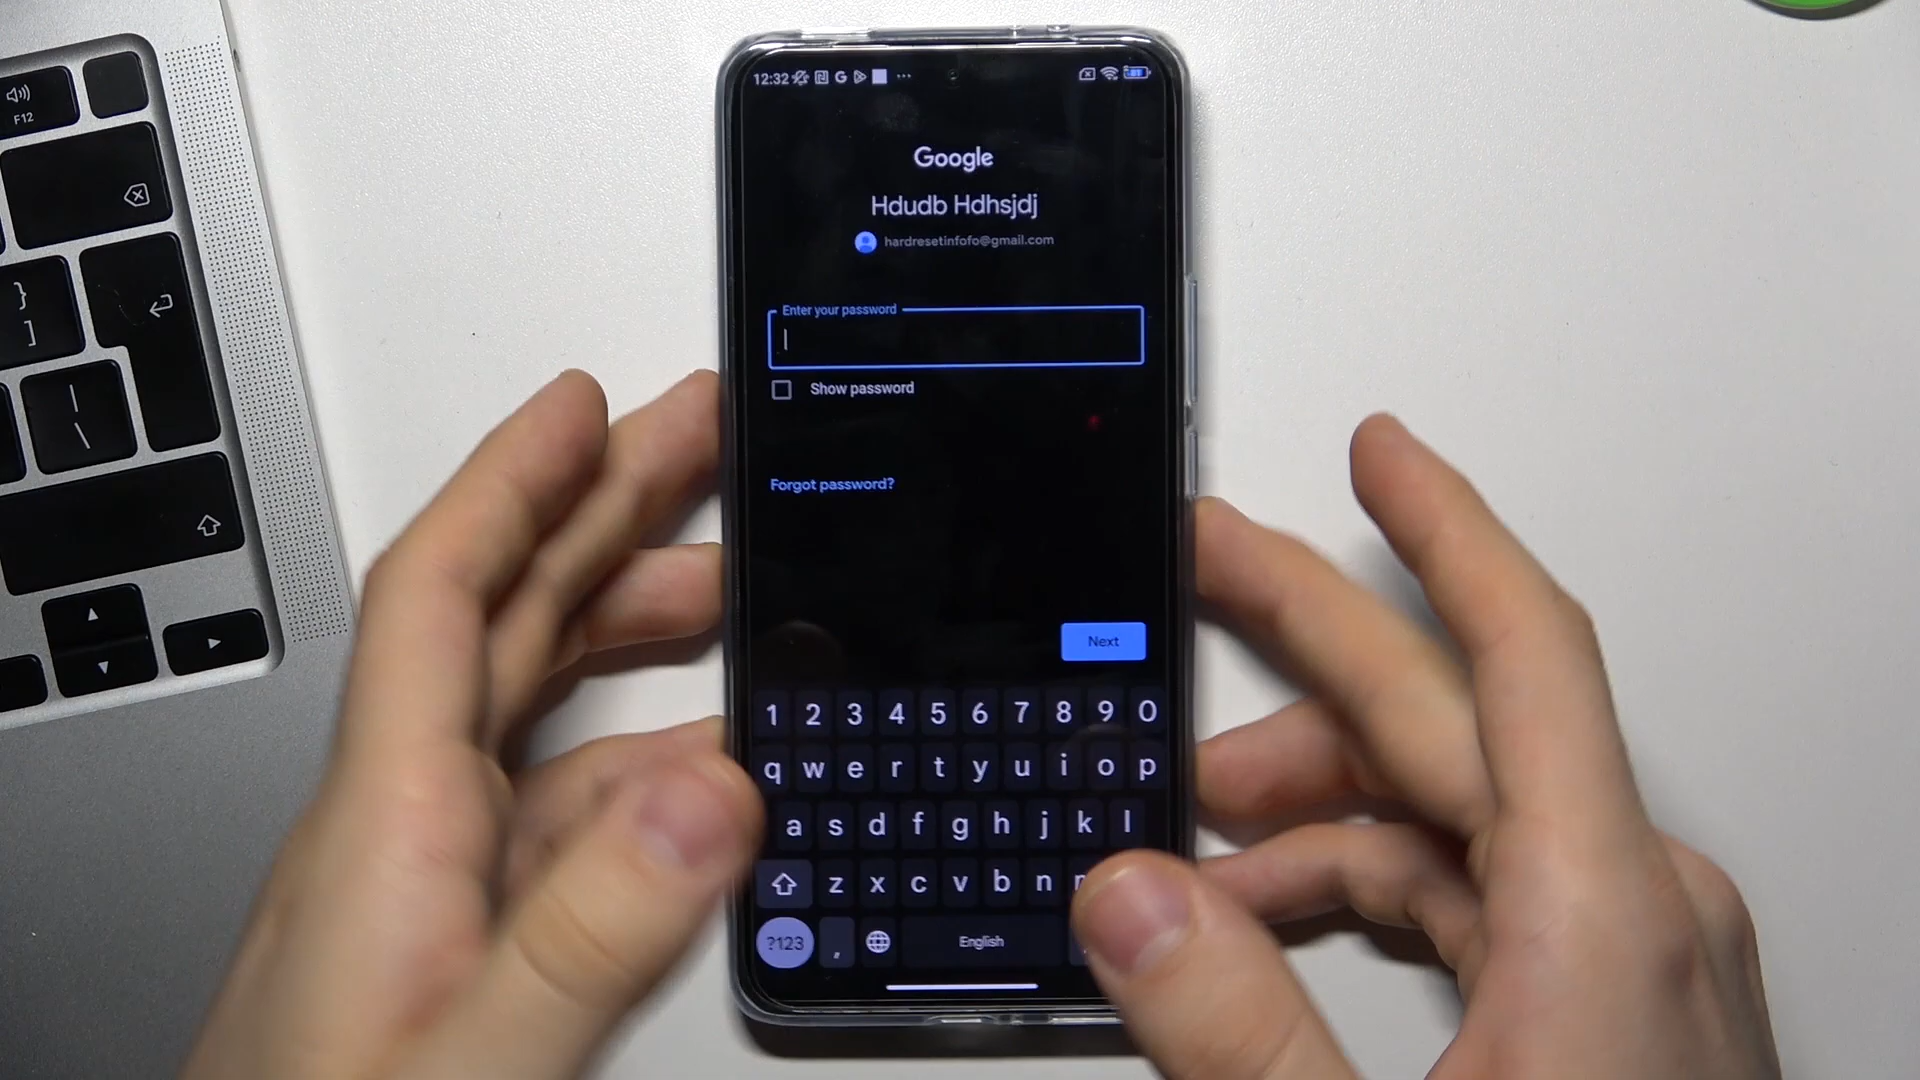 12:32
Google
Hdudb Hdhsjdj
hardresetinfofo@gmail.com
Enter your password
Show password
Forgot password?
Next
1 2 3 4 5 6 7 8 9 0
q w e r t y u i o p
a s d f g h j k l
z x c v b n
?123 , English
F12
}
]
|
\